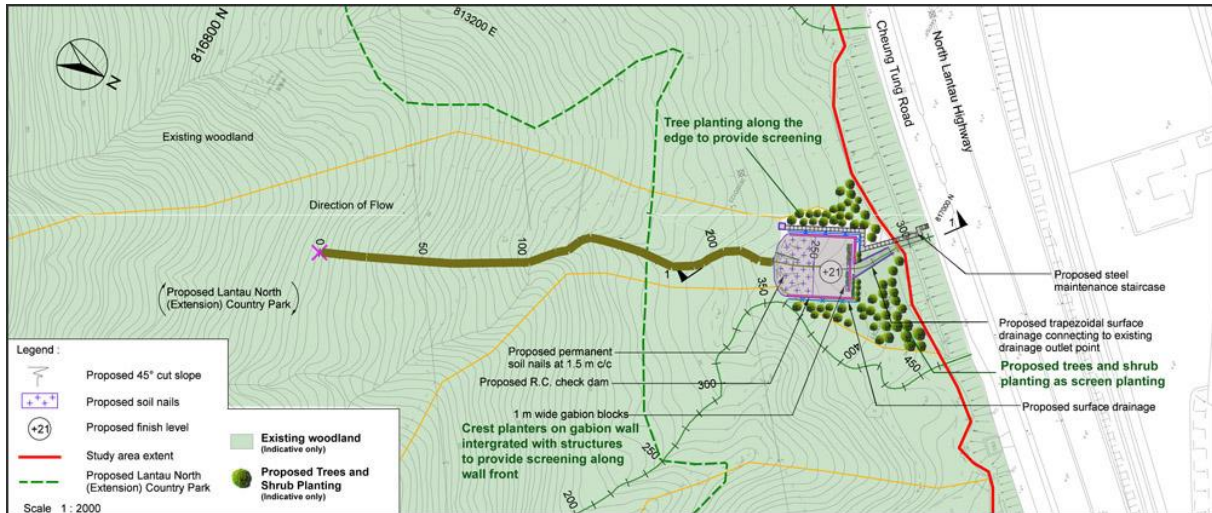 816800 N
813200 E
N
Existing woodland
Direction of Flow
Tree planting along the
edge to provide screening
Cheung Tung Road
North Lantau Highway
817000 N
0
50
100
200
250
300
350
+21
1
1
(Proposed Lantau North
(Extension) Country Park)
Proposed steel
maintenance staircase
Proposed trapezoidal surface
drainage connecting to existing
drainage outlet point
Proposed trees and shrub
planting as screen planting
Proposed surface drainage
Proposed permanent
soil nails at 1.5 m c/c
Proposed R.C. check dam
1 m wide gabion blocks
Crest planters on gabion wall
intergrated with structures
to provide screening along
wall front
400
450
300
250
200
Legend :
Proposed 45° cut slope
Proposed soil nails
+21
Proposed finish level
Study area extent
Proposed Lantau North
(Extension) Country Park
Scale 1 : 2000
Existing woodland
(Indicative only)
Proposed Trees and
Shrub Planting
(Indicative only)